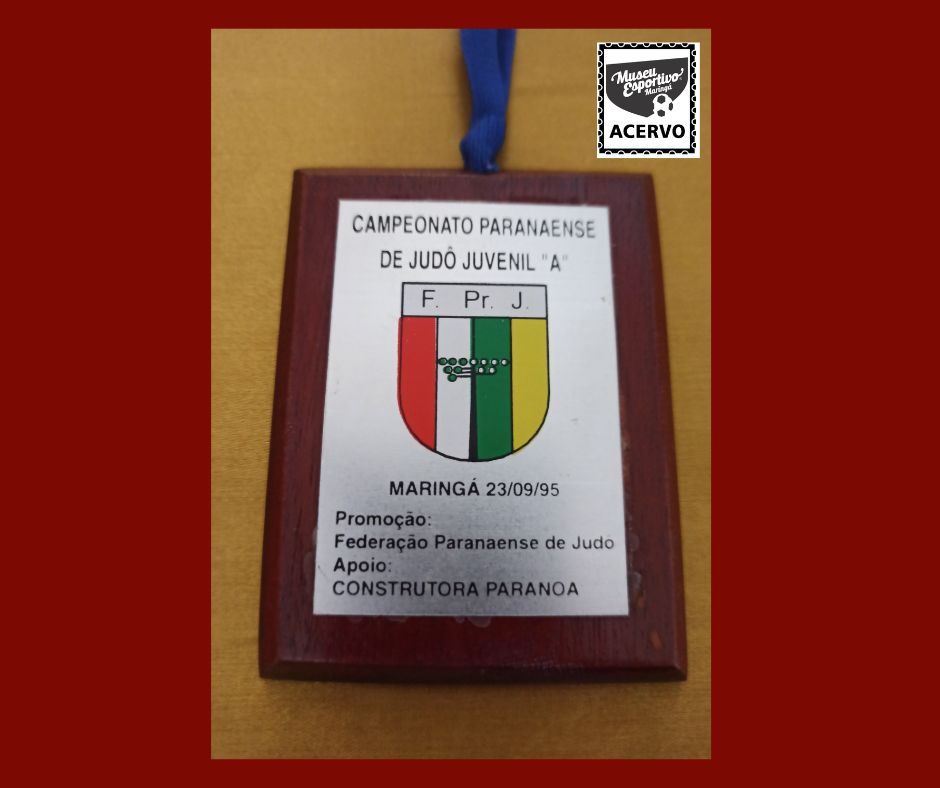 Museu
Esportivo
Maringá
ACERVO
CAMPEONATO PARANAENSE
DE JUDÔ JUVENIL "A"
F. Pr. J.
MARINGÁ 23/09/95
Promoção:
Federação Paranaense de Judô
Apoio:
CONSTRUTORA PARANOA